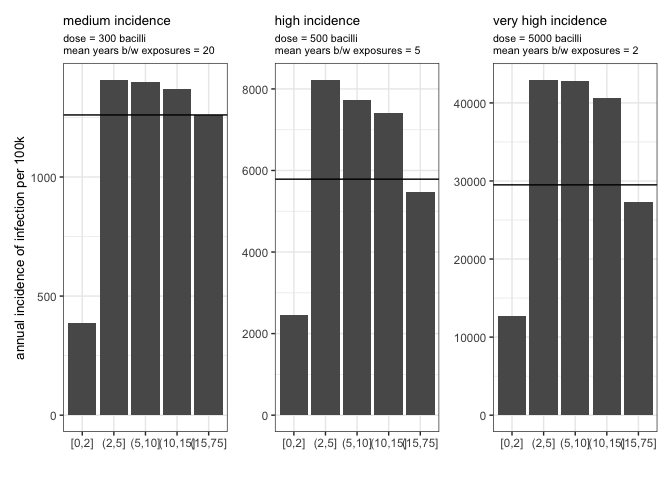 medium incidence
dose = 300 bacilli
mean years b/w exposures = 20
high incidence
dose = 500 bacilli
mean years b/w exposures = 5
very high incidence
dose = 5000 bacilli
mean years b/w exposures = 2
annual incidence of infection per 100k
1000
500
0
[0,2] (2,5] (5,10] (10,15] (15,75]
8000
6000
4000
2000
0
[0,2] (2,5] (5,10] (10,15] (15,75]
40000
30000
20000
10000
0
[0,2] (2,5] (5,10] (10,15] (15,75]